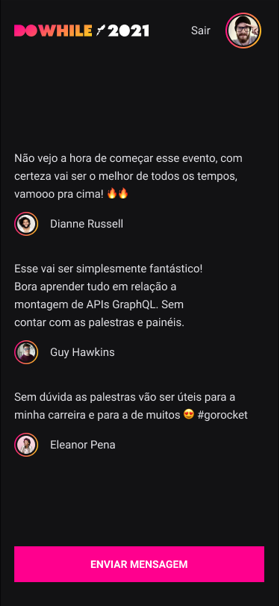 DOWHILE 2021
Sair
Não vejo a hora de começar esse evento, com
certeza vai ser o melhor de todos os tempos,
vamooo pra cima! 🔥🔥
Dianne Russell
Esse vai ser simplesmente fantástico!
Bora aprender tudo em relação a
montagem de APIs GraphQL. Sem
contar com as palestras e painéis.
Guy Hawkins
Sem dúvida as palestras vão ser úteis para a
minha carreira e para a de muitos 😍 #gorocket
Eleanor Pena
ENVIAR MENSAGEM